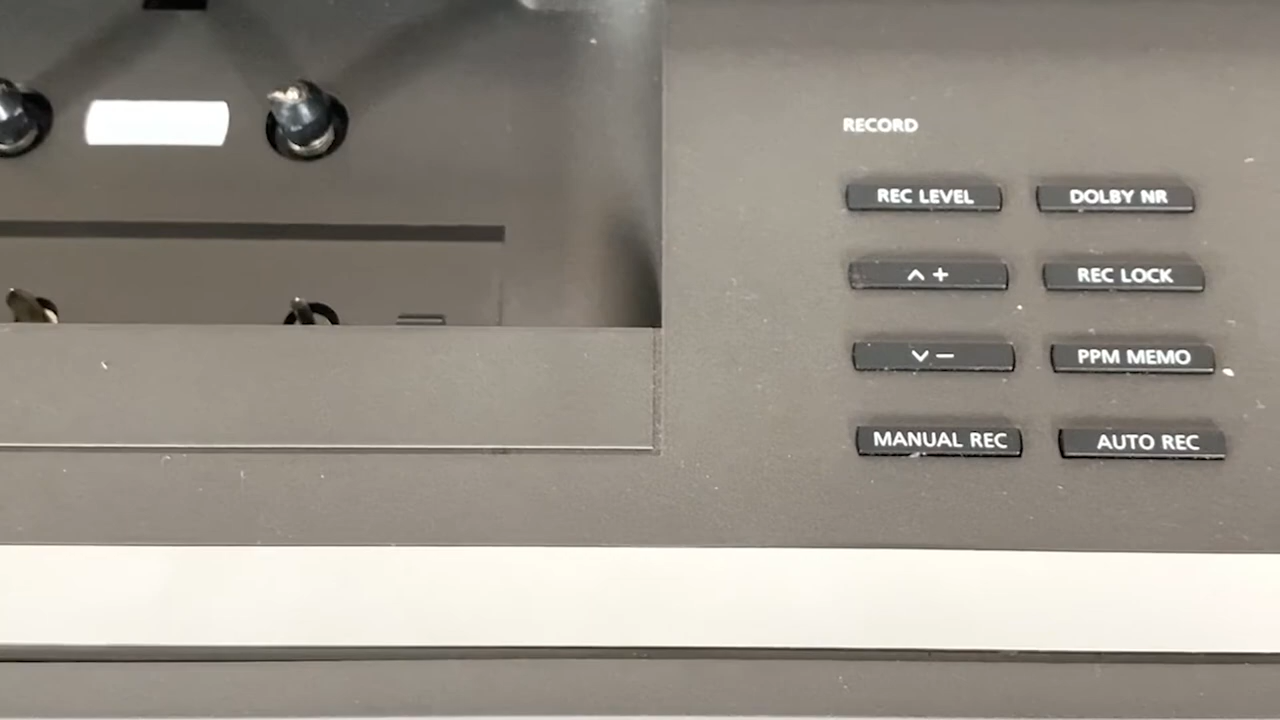 RECORD
REC LEVEL
DOLBY NR
∧ +
REC LOCK
∨ −
PPM MEMO
MANUAL REC
AUTO REC